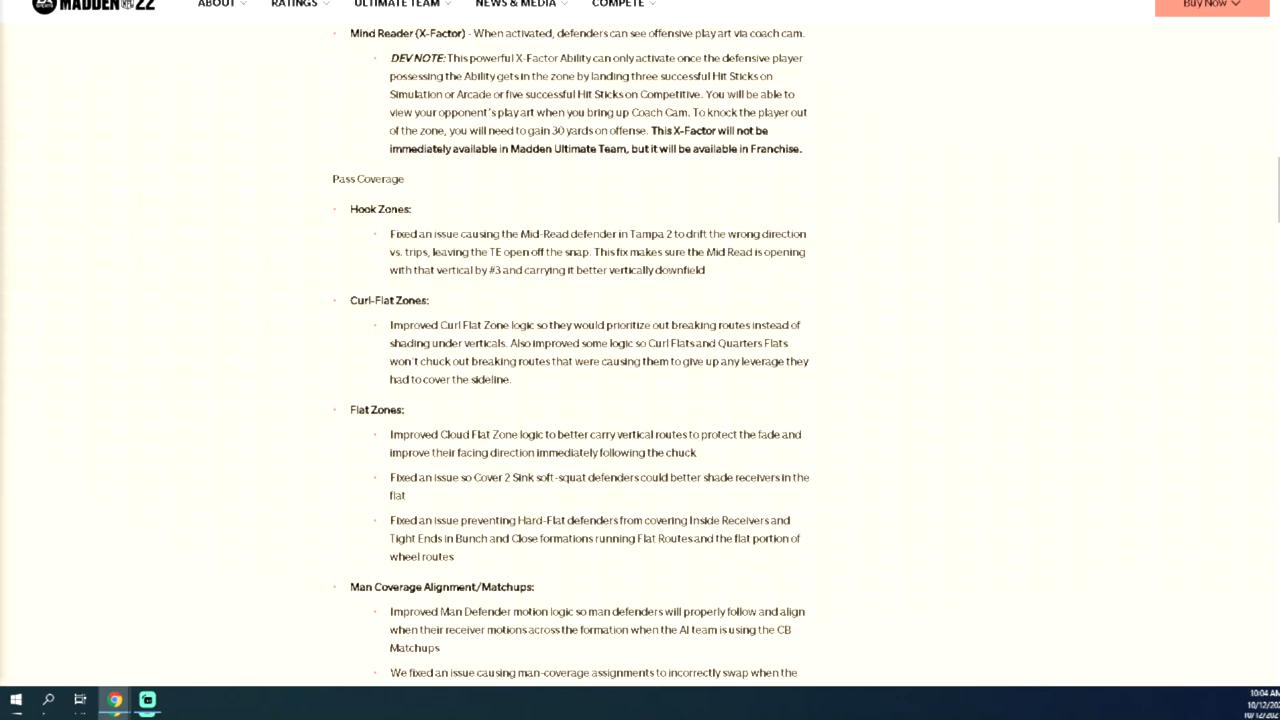 MADDEN NFL 22 ABOUT RATINGS ULTIMATE TEAM NEWS & MEDIA COMPETE Buy Now
Mind Reader (X-Factor) - When activated, defenders can see offensive play art via coach cam.
DEV NOTE: This powerful X-Factor Ability can only activate once the defensive player
possessing the Ability gets in the zone by landing three successful Hit Sticks on
Simulation or Arcade or five successful Hit Sticks on Competitive. You will be able to
view your opponent's play art when you bring up Coach Cam. To knock the player out
of the zone, you will need to gain 30 yards on offense. This X-Factor will not be
immediately available in Madden Ultimate Team, but it will be available in Franchise.
Pass Coverage
Hook Zones:
Fixed an issue causing the Mid-Read defender in Tampa 2 to drift the wrong direction
vs. trips, leaving the TE open off the snap. This fix makes sure the Mid Read is opening
with that vertical by #3 and carrying it better vertically downfield
Curl-Flat Zones:
Improved Curl Flat Zone logic so they would prioritize out breaking routes instead of
shading under verticals. Also improved some logic so Curl Flats and Quarters Flats
won't chuck out breaking routes that were causing them to give up any leverage they
had to cover the sideline.
Flat Zones:
Improved Cloud Flat Zone logic to better carry vertical routes to protect the fade and
improve their facing direction immediately following the chuck
Fixed an issue so Cover 2 Sink soft-squat defenders could better shade receivers in the
flat
Fixed an issue preventing Hard-Flat defenders from covering Inside Receivers and
Tight Ends in Bunch and Close formations running Flat Routes and the flat portion of
wheel routes
Man Coverage Alignment/Matchups:
Improved Man Defender motion logic so man defenders will properly follow and align
when their receiver motions across the formation when the AI team is using the CB
Matchups
We fixed an issue causing man-coverage assignments to incorrectly swap when the
10:04 AM
10/12/202
10/12/202